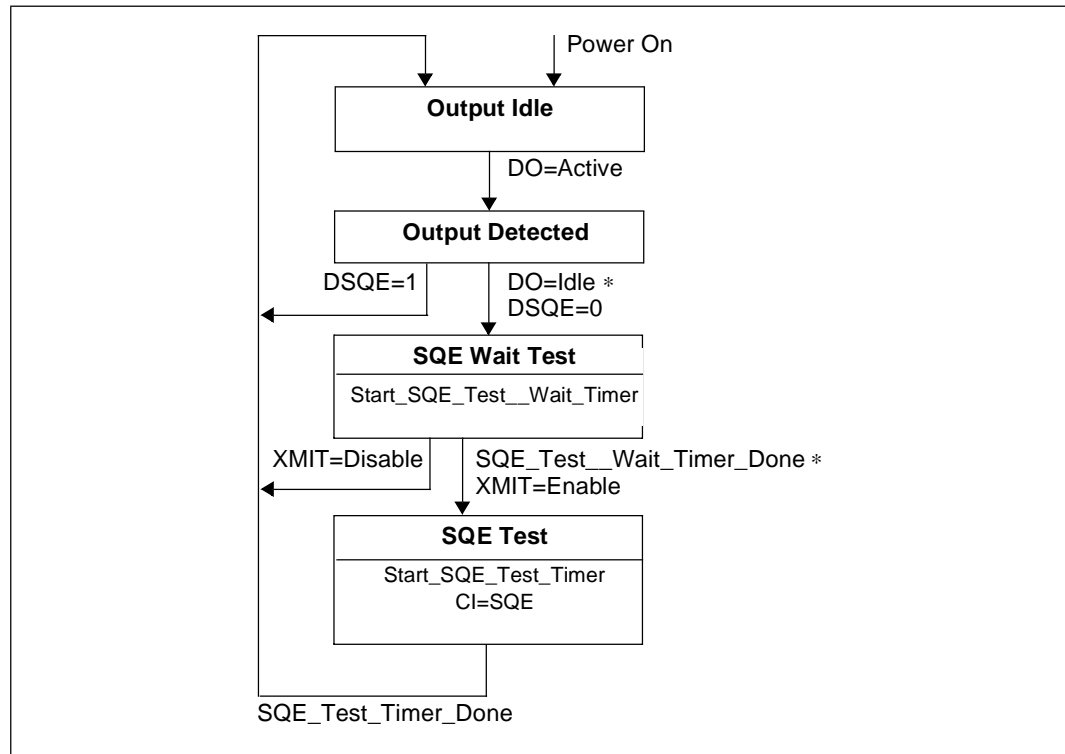 Power On
Output Idle
DO=Active
Output Detected
DSQE=1
DO=Idle *
DSQE=0
SQE Wait Test
Start_SQE_Test__Wait_Timer
XMIT=Disable
SQE_Test__Wait_Timer_Done *
XMIT=Enable
SQE Test
Start_SQE_Test_Timer
CI=SQE
SQE_Test_Timer_Done